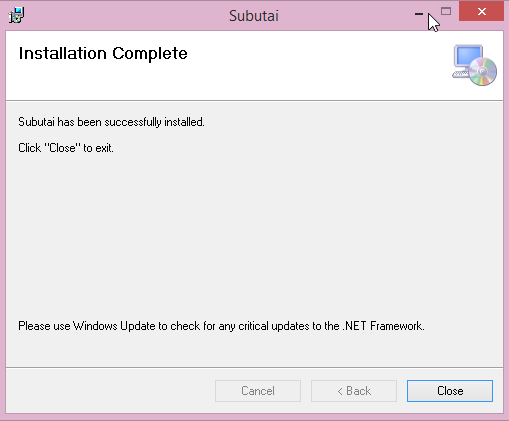 Subutai
Installation Complete
Subutai has been successfully installed.
Click "Close" to exit.
Please use Windows Update to check for any critical updates to the .NET Framework.
Cancel
< Back
Close